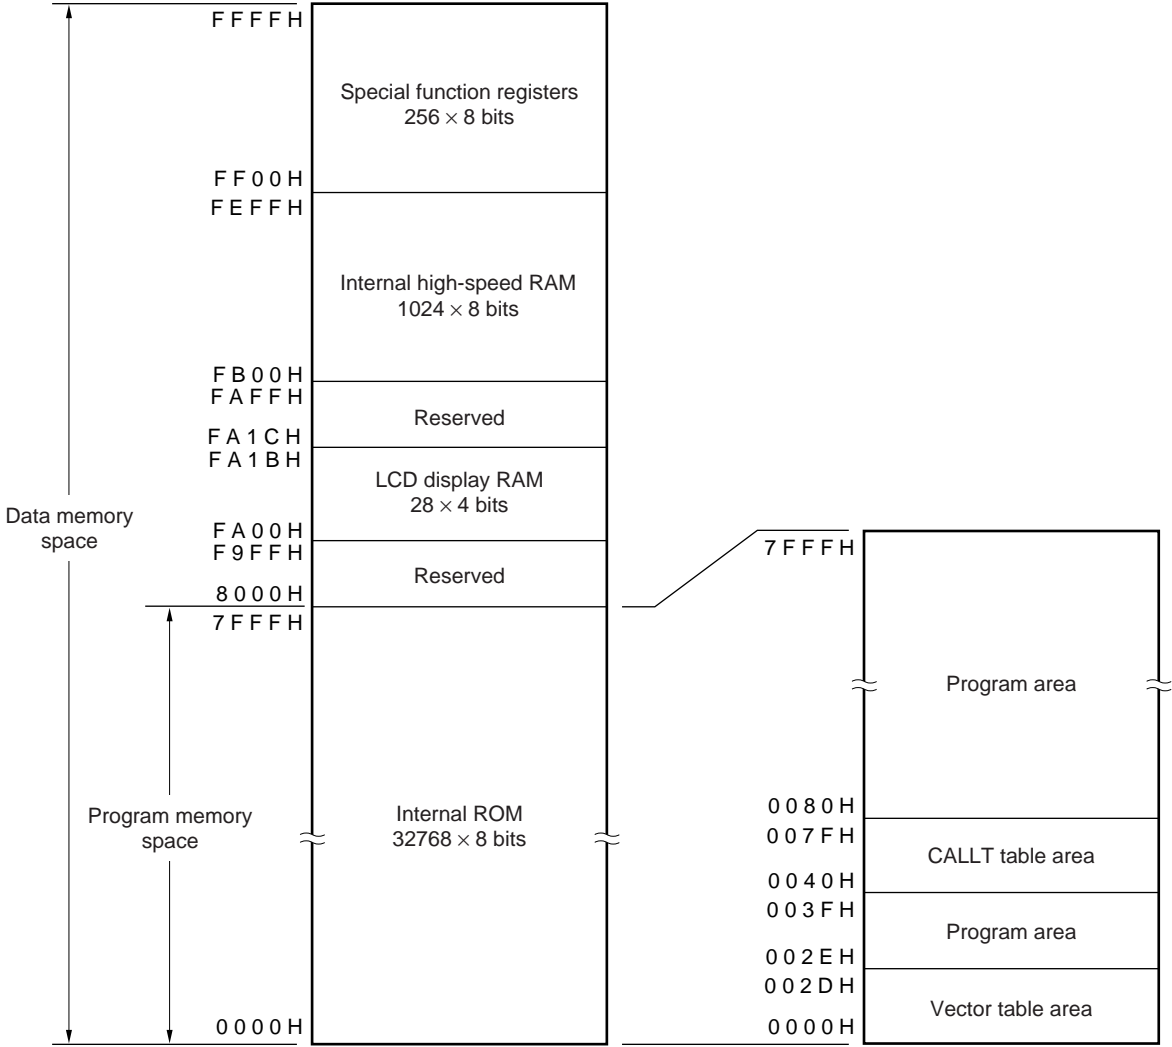 FFFFH
Special function registers
256 × 8 bits
FF00H
FEFFH
Internal high-speed RAM
1024 × 8 bits
FB00H
FAFFH
Reserved
FA1CH
FA1BH
LCD display RAM
28 × 4 bits
FA00H
F9FFH
Reserved
8000H
7FFFH
Data memory
space
Program memory
space
Internal ROM
32768 × 8 bits
0000H
7FFFH
Program area
0080H
007FH
CALLT table area
0040H
003FH
Program area
002EH
002DH
Vector table area
0000H